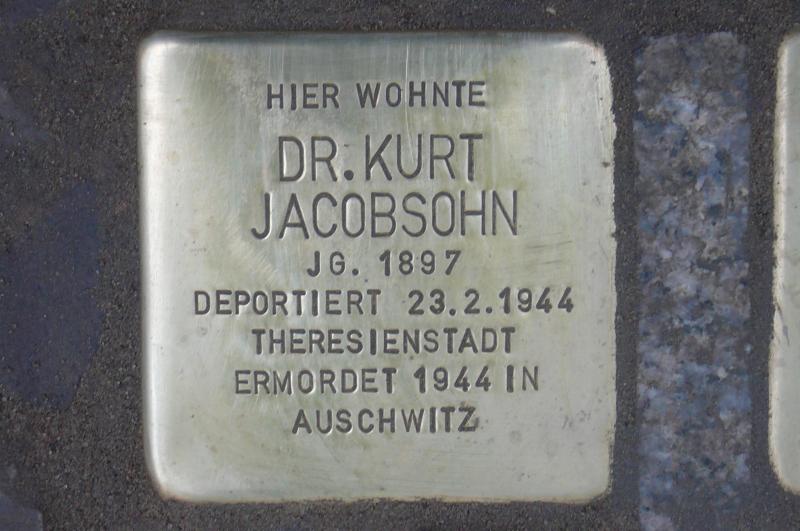 HIER WOHNTE
DR. KURT
JACOBSOHN
JG. 1897
DEPORTIERT 23.2.1944
THERESIENSTADT
ERMORDET 1944 IN
AUSCHWITZ